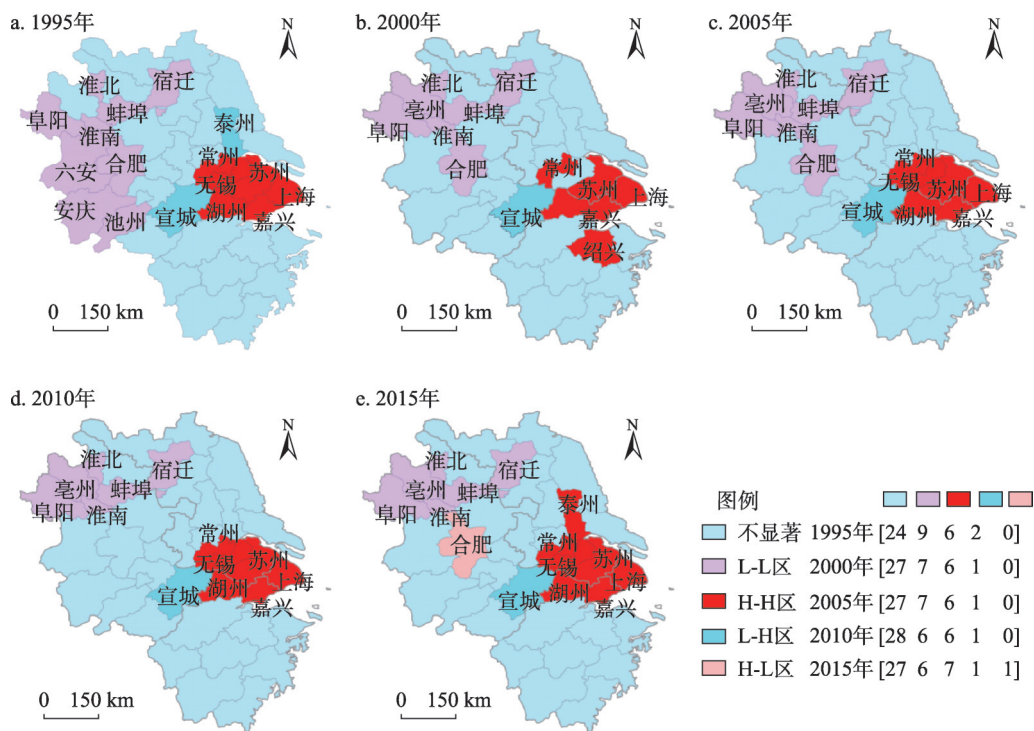 a. 1995年
N
淮北
宿迁
阜阳
蚌埠
淮南
泰州
六安
合肥
常州
无锡
苏州
安庆
池州
宣城
湖州
上海
嘉兴
0 150 km
b. 2000年
N
淮北
宿迁
亳州
蚌埠
阜阳
淮南
合肥
常州
苏州
上海
宣城
嘉兴
绍兴
0 150 km
c. 2005年
N
淮北
宿迁
亳州
蚌埠
阜阳
淮南
合肥
常州
无锡
苏州
上海
宣城
湖州
嘉兴
0 150 km
d. 2010年
N
淮北
宿迁
亳州
蚌埠
阜阳
淮南
常州
无锡
苏州
上海
宣城
湖州
嘉兴
0 150 km
e. 2015年
N
淮北
宿迁
亳州
蚌埠
阜阳
淮南
泰州
合肥
常州
无锡
苏州
上海
宣城
湖州
嘉兴
0 150 km
图例
不显著 1995年 [24 9 6 2 0]
L-L区 2000年 [27 7 6 1 0]
H-H区 2005年 [27 7 6 1 0]
L-H区 2010年 [28 6 6 1 0]
H-L区 2015年 [27 6 7 1 1]